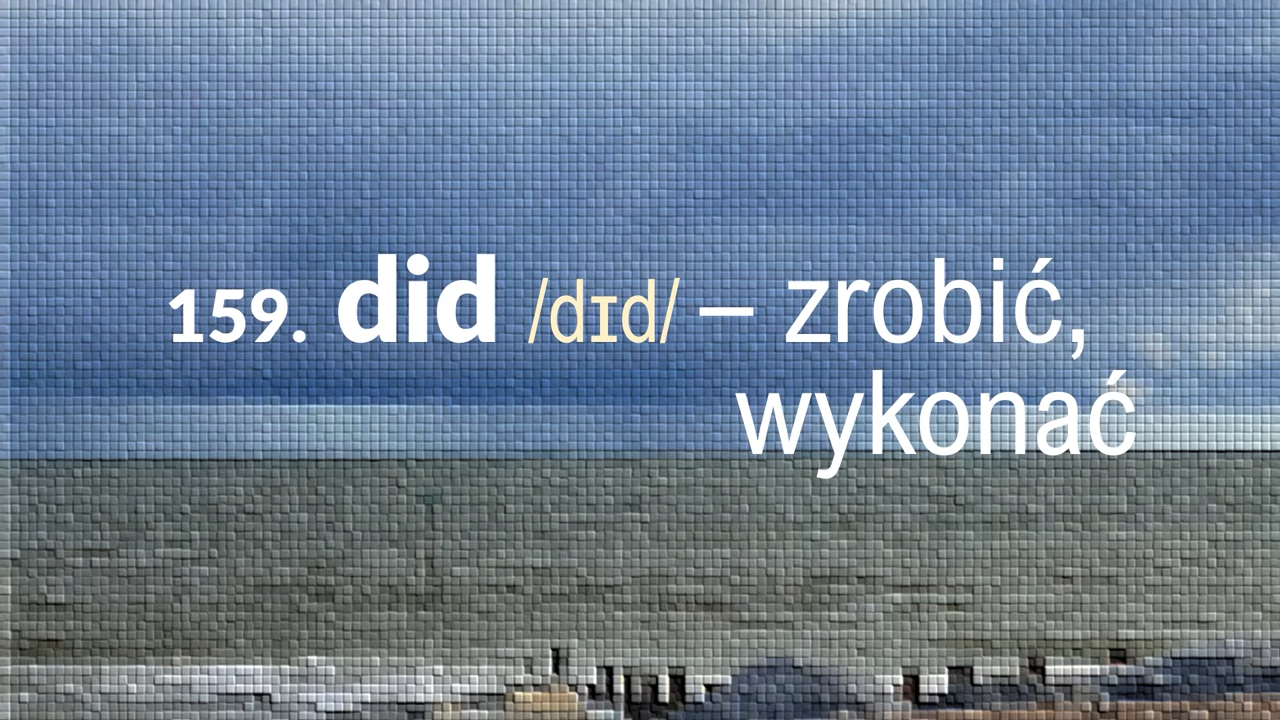 159. did /dɪd/ – zrobić,
wykonać